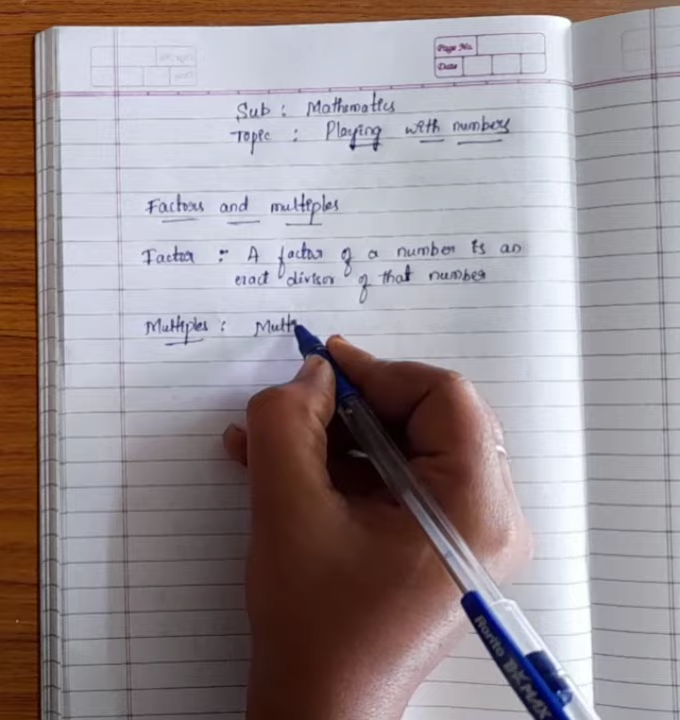 Page No.
Date
Sub : Mathematics
Topic : Playing with numbers
Factors and multiples
Factor : A factor of a number is an
exact divisor of that number
Multiples : Mult
Rorito